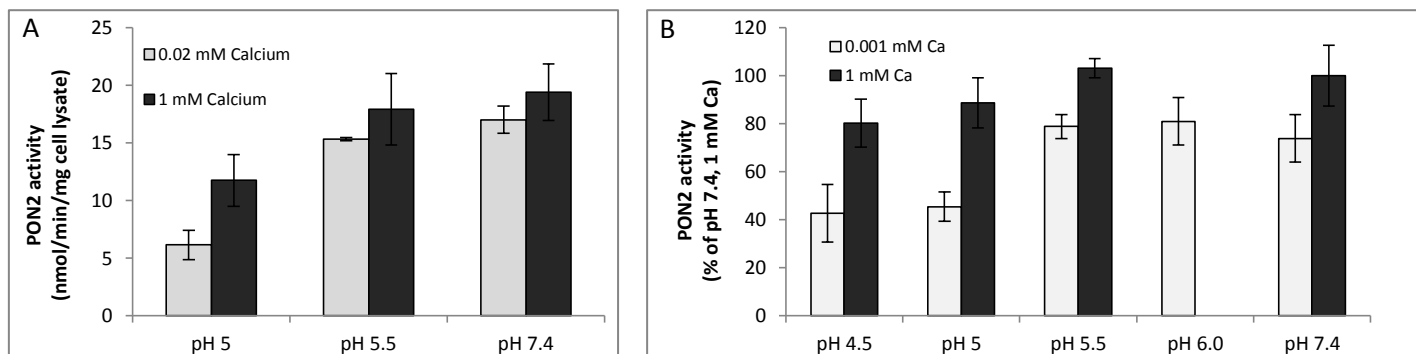 A
PON2 activity
(nmol/min/mg cell lysate)
25
20
15
10
5
0
0.02 mM Calcium
1 mM Calcium
pH 5
pH 5.5
pH 7.4
B
PON2 activity
(% of pH 7.4, 1 mM Ca)
120
100
80
60
40
20
0
0.001 mM Ca
1 mM Ca
pH 4.5
pH 5
pH 5.5
pH 6.0
pH 7.4